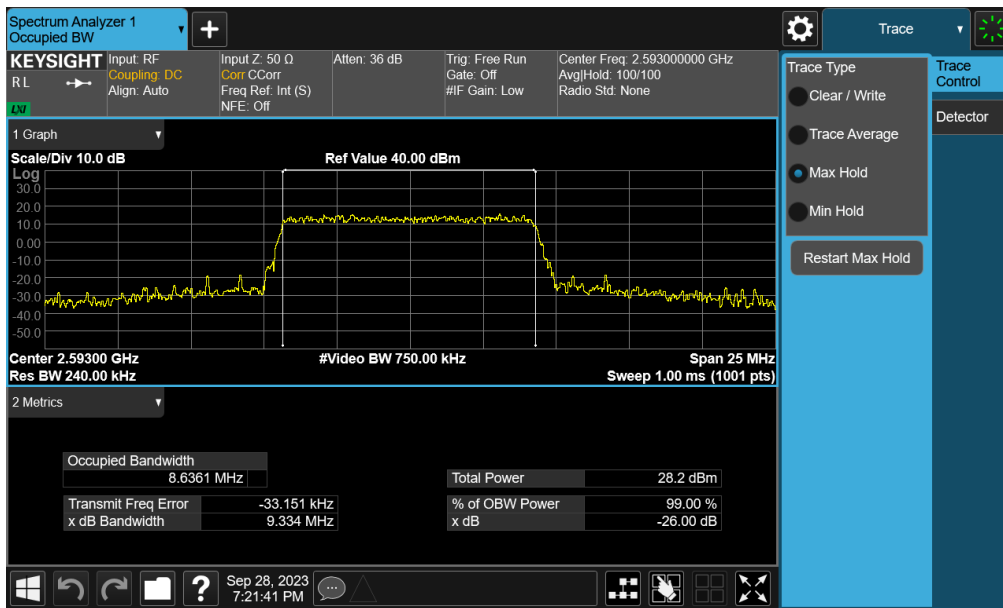 Spectrum Analyzer 1
Occupied BW
+
Trace
KEYSIGHT
R L
LXI
Input: RF
Coupling: DC
Align: Auto
Input Z: 50 Ω
Corr CCorr
Freq Ref: Int (S)
NFE: Off
Atten: 36 dB
Trig: Free Run
Gate: Off
#IF Gain: Low
Center Freq: 2.593000000 GHz
Avg|Hold: 100/100
Radio Std: None
Trace Type
Clear / Write
Trace Average
Max Hold
Min Hold
Restart Max Hold
Trace
Control
Detector
1 Graph
Scale/Div 10.0 dB
Ref Value 40.00 dBm
Log
30.0
20.0
10.0
0.00
-10.0
-20.0
-30.0
-40.0
-50.0
Center 2.59300 GHz
#Video BW 750.00 kHz
Span 25 MHz
Res BW 240.00 kHz
Sweep 1.00 ms (1001 pts)
2 Metrics
Occupied Bandwidth
8.6361 MHz
Total Power 28.2 dBm
Transmit Freq Error -33.151 kHz
% of OBW Power 99.00 %
x dB Bandwidth 9.334 MHz
x dB -26.00 dB
?
Sep 28, 2023
7:21:41 PM